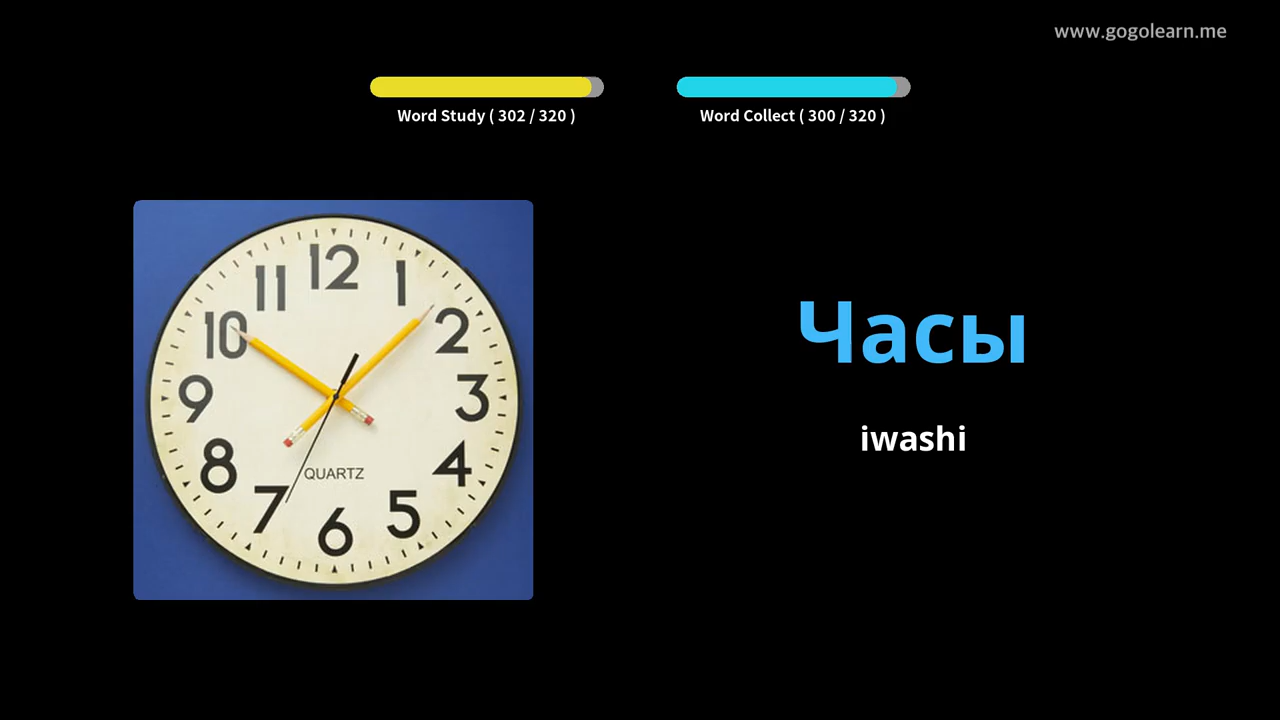 www.gogolearn.me
Word Study ( 302 / 320 )
Word Collect ( 300 / 320 )
12
11
1
10
2
9
3
8
4
QUARTZ
7
5
6
Часы
iwashi